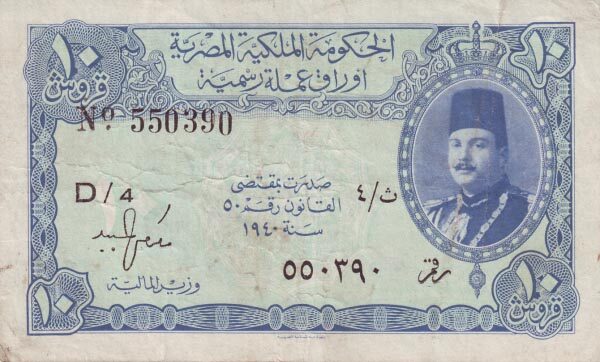 الحكومة الملكية المصرية
اوراق عملة رسمية
١٠ قروش
١٠
Nº 550390
صدرت بمقتضى
القانون رقم ٥٠
سنة ١٩٤٠
D/4
ث/٤
رقم ٥٥٠٣٩٠
وزير المالية
١٠
١٠ قروش